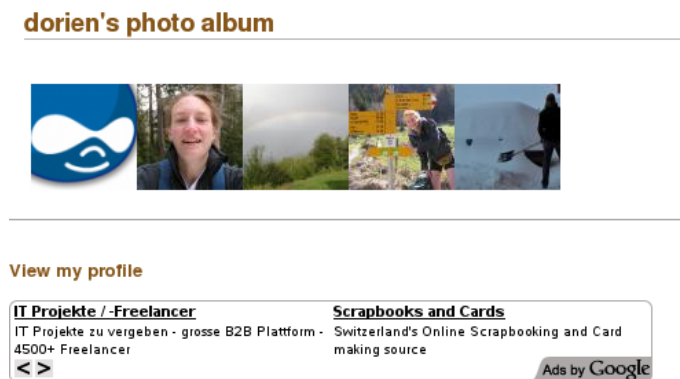 dorien's photo album
View my profile
IT Projekte / -Freelancer
IT Projekte zu vergeben - grosse B2B Plattform -
4500+ Freelancer
Scrapbooks and Cards
Switzerland's Online Scrapbooking and Card
making source
< >
Ads by Google